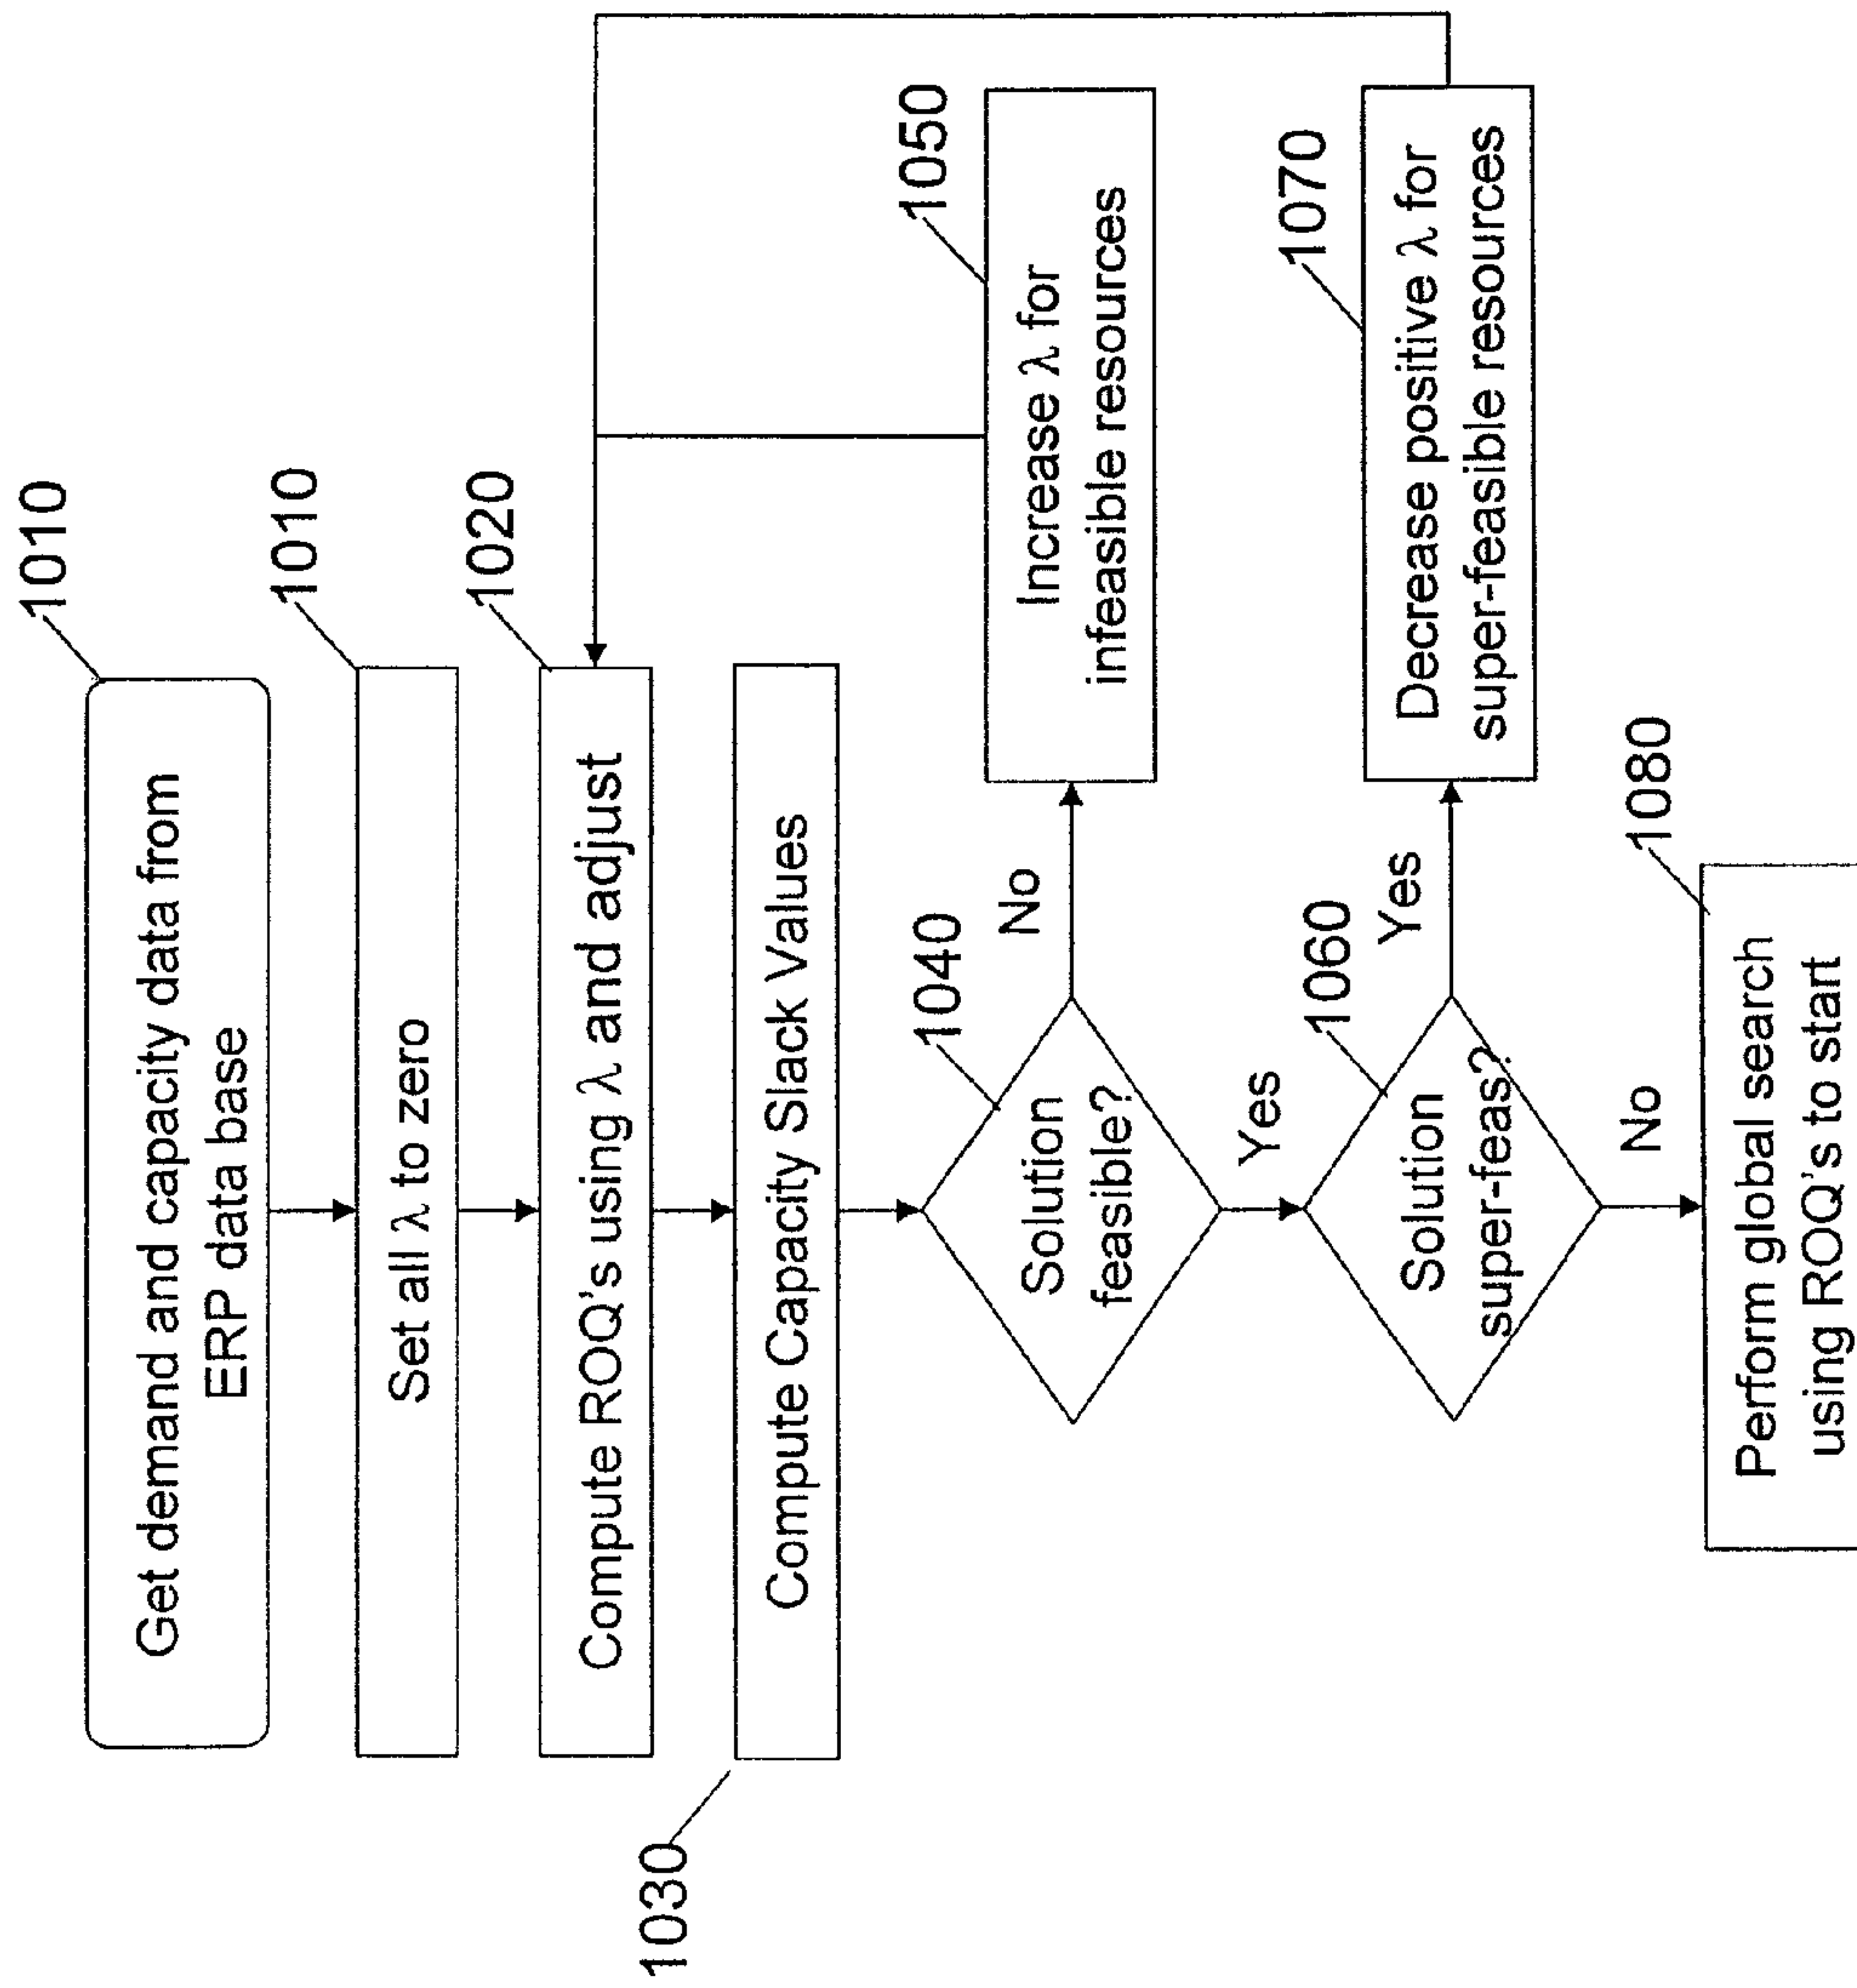 1010
Get demand and capacity data from
ERP data base
1010
Set all λ to zero
1020
Compute ROQ's using λ and adjust
1030
Compute Capacity Slack Values
1040
Solution
feasible?
No
1050
Increase λ for
infeasible resources
Yes
1060
Solution
super-feas?
Yes
1070
Decrease positive λ for
super-feasible resources
No
1080
Perform global search
using ROQ's to start